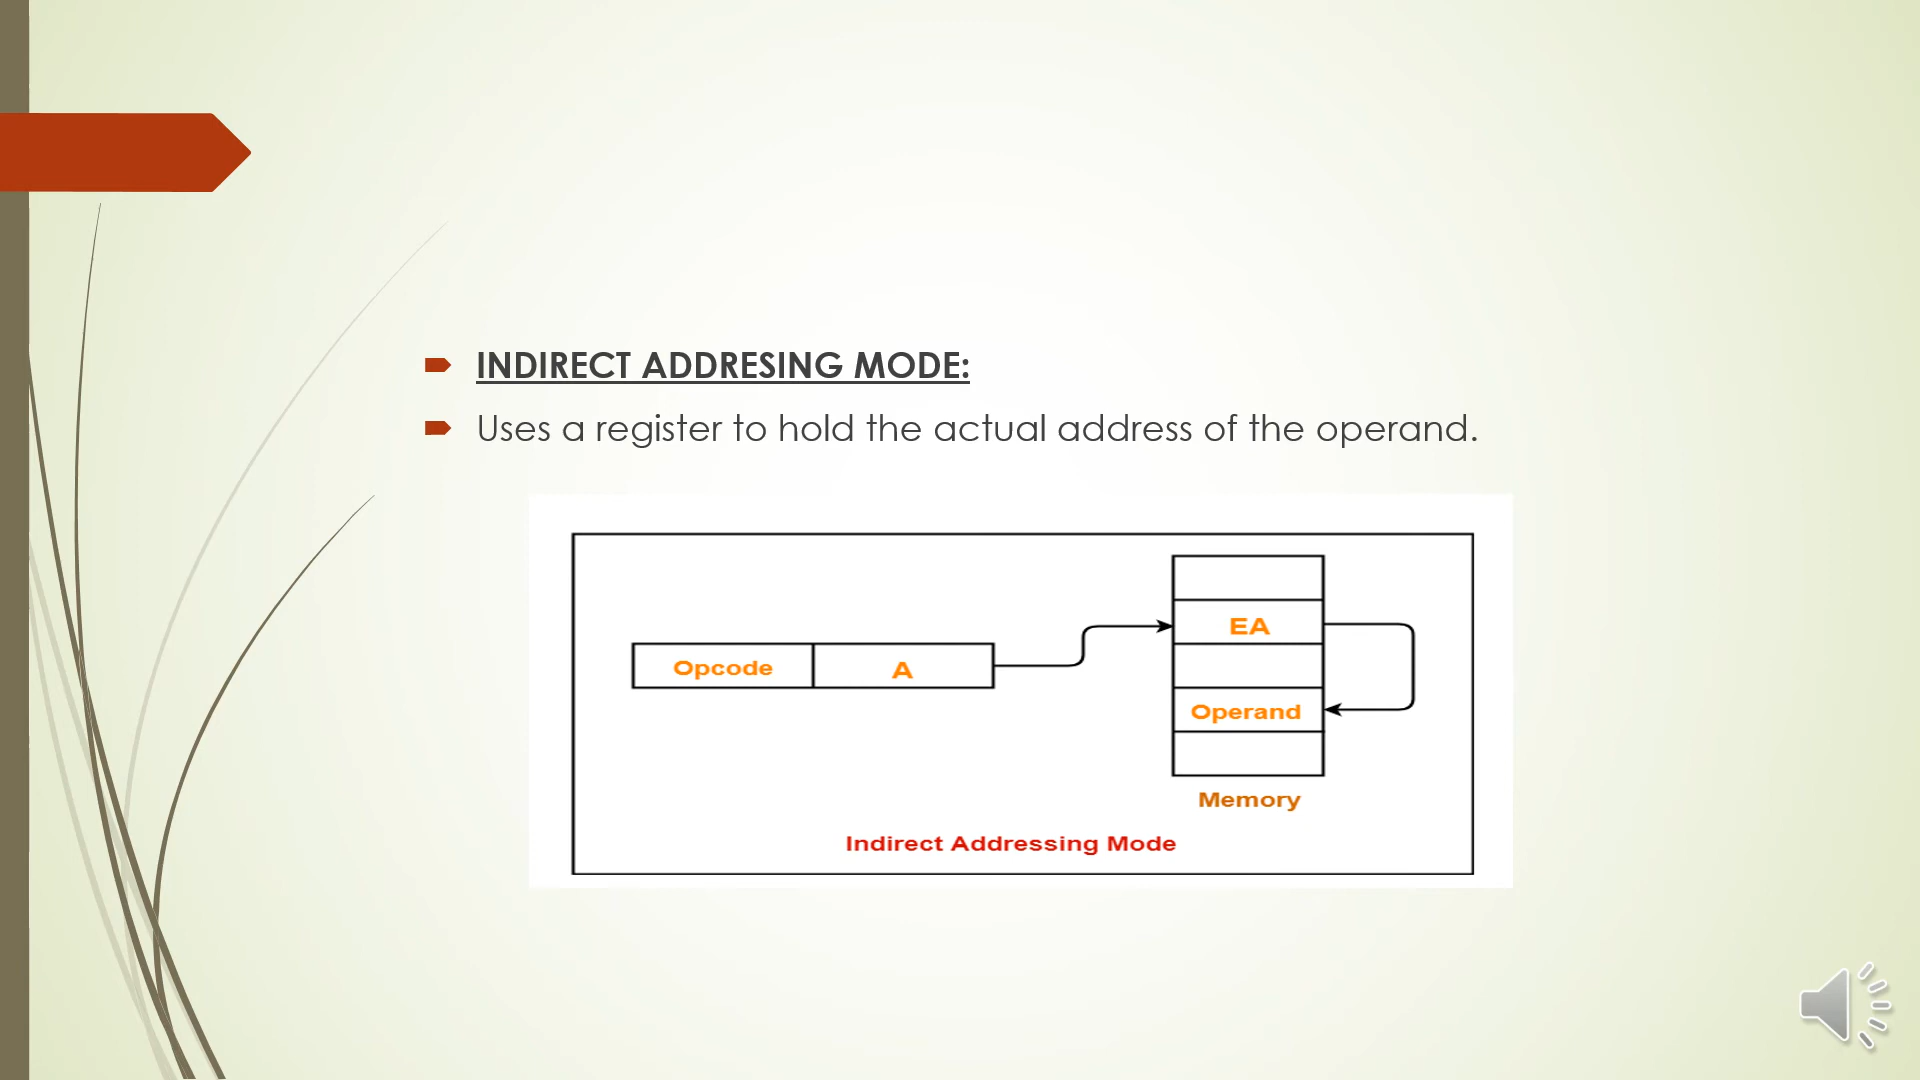 INDIRECT ADDRESING MODE:
Uses a register to hold the actual address of the operand.
EA
Opcode A
Operand
Memory
Indirect Addressing Mode